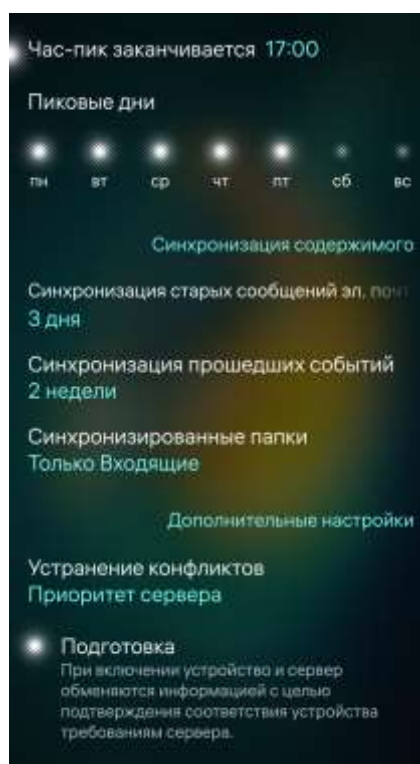 Час-пик заканчивается 17:00
Пиковые дни
пн вт ср чт пт сб вс
Синхронизация содержимого
Синхронизация старых сообщений эл. почт
3 дня
Синхронизация прошедших событий
2 недели
Синхронизированные папки
Только Входящие
Дополнительные настройки
Устранение конфликтов
Приоритет сервера
Подготовка
При включении устройство и сервер
обмениваются информацией с целью
подтверждения соответствия устройства
требованиям сервера.